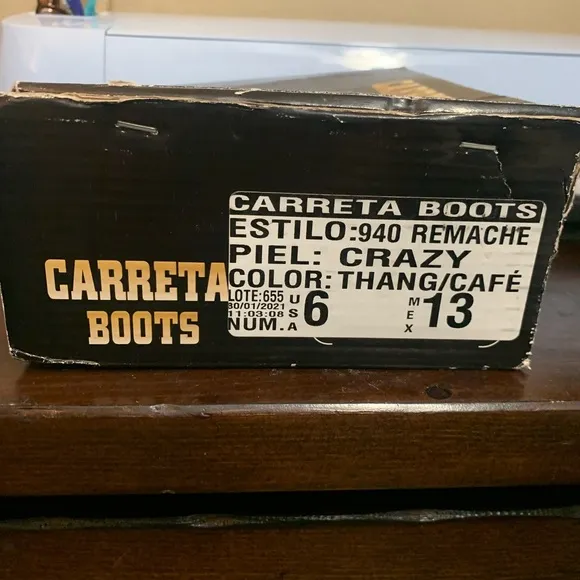 CARRETA
BOOTS
CARRETA BOOTS
ESTILO:940 REMACHE
PIEL: CRAZY
COLOR: THANG/CAFÉ
LOTE:655
30/01/2021
11:03:08
NUM.
USA 6
MEX 13